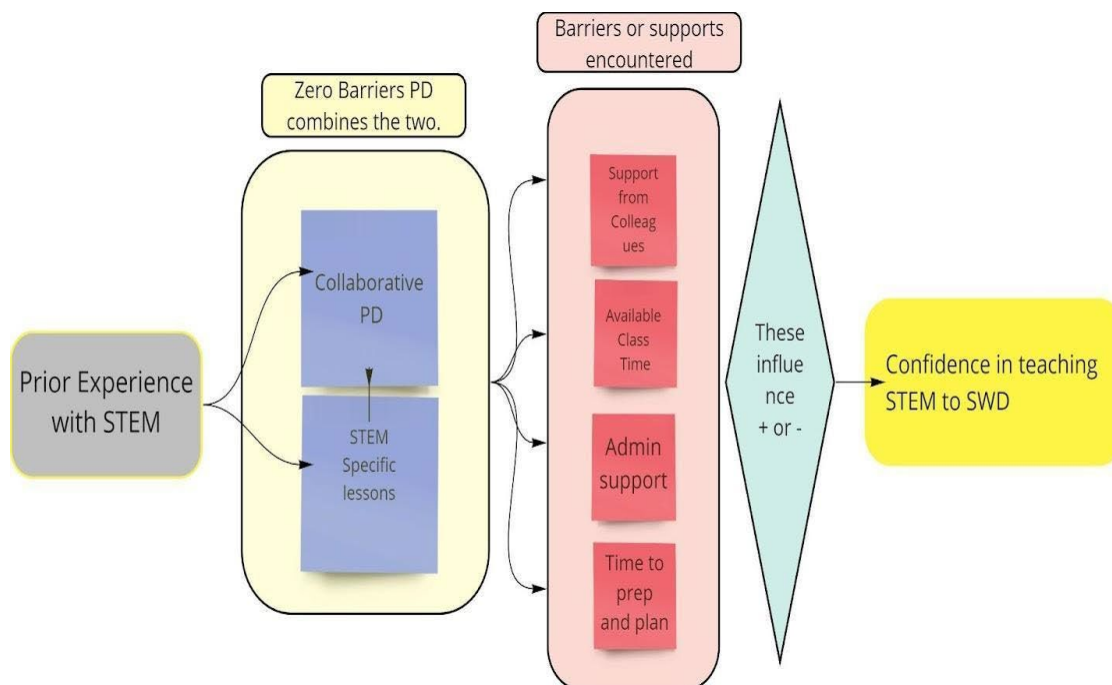 Prior Experience
with STEM
Zero Barriers PD
combines the two.
Collaborative
PD
STEM
Specific
lessons
Barriers or supports
encountered
Support
from
Colleag
ues
Available
Class
Time
Admin
support
Time to
prep
and plan
These
influe
nce
+ or -
Confidence in teaching
STEM to SWD